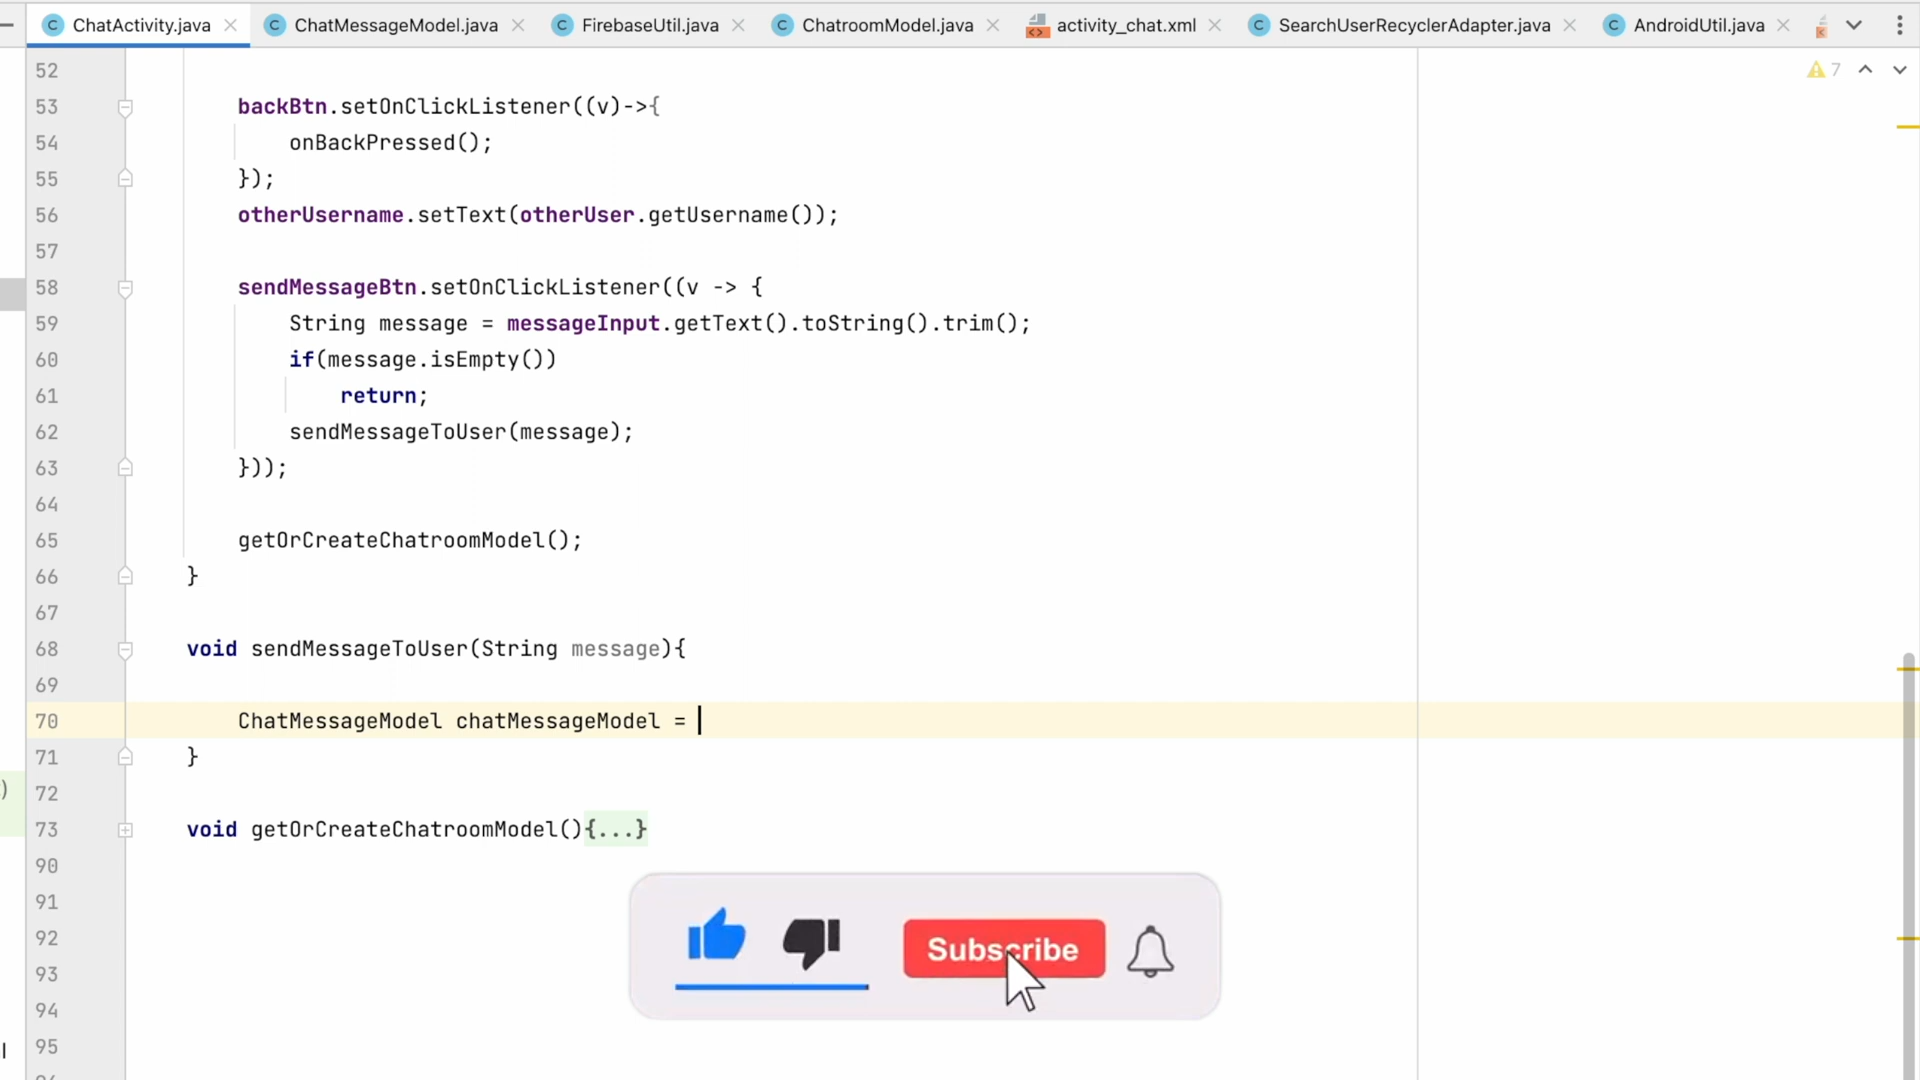 ChatActivity.java ChatMessageModel.java FirebaseUtil.java ChatroomModel.java activity_chat.xml SearchUserRecyclerAdapter.java AndroidUtil.java
7
52
53 backBtn.setOnClickListener((v)->{
54 onBackPressed();
55 });
56 otherUsername.setText(otherUser.getUsername());
57
58 sendMessageBtn.setOnClickListener((v -> {
59 String message = messageInput.getText().toString().trim();
60 if(message.isEmpty())
61 return;
62 sendMessageToUser(message);
63 }));
64
65 getOrCreateChatroomModel();
66 }
67
68 void sendMessageToUser(String message){
69
70 ChatMessageModel chatMessageModel =
71 }
72
73 void getOrCreateChatroomModel(){...}
90
91
92
93
94
95
Subscribe